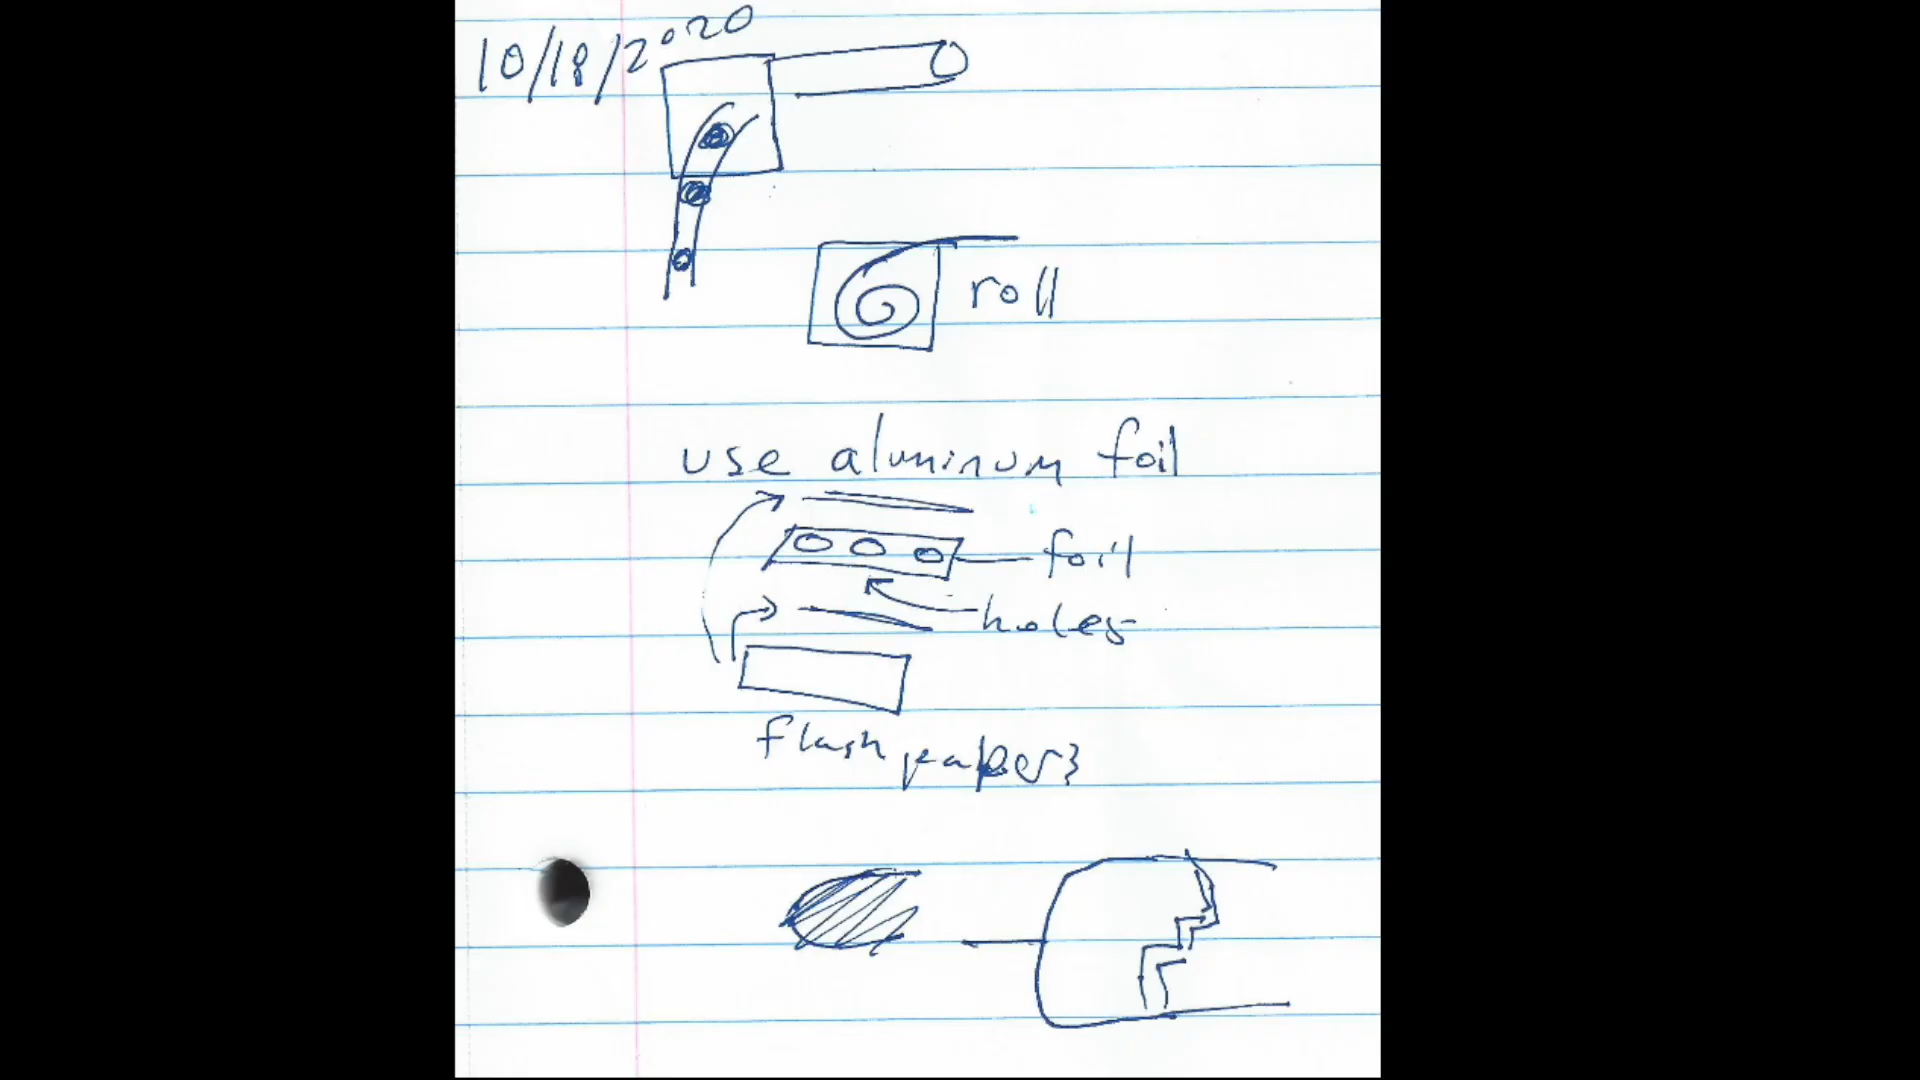 10/18/2020
roll
use aluminum foil
foil
holes
flash paper?